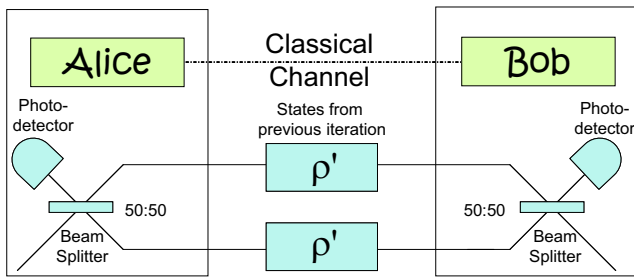 Alice
Classical
Channel
Bob
Photo-
detector
States from
previous iteration
Photo-
detector
ρ'
50:50
50:50
Beam
Splitter
ρ'
Beam
Splitter